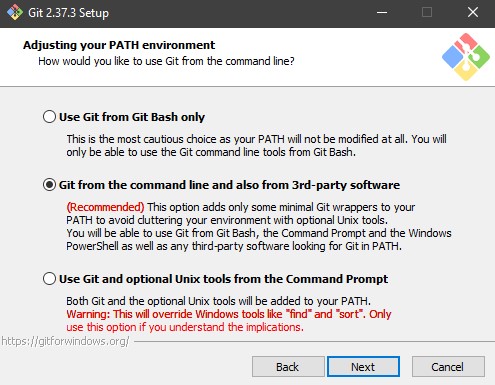 Git 2.37.3 Setup
Adjusting your PATH environment
How would you like to use Git from the command line?
Use Git from Git Bash only
This is the most cautious choice as your PATH will not be modified at all. You will
only be able to use the Git command line tools from Git Bash.
Git from the command line and also from 3rd-party software
(Recommended) This option adds only some minimal Git wrappers to your
PATH to avoid cluttering your environment with optional Unix tools.
You will be able to use Git from Git Bash, the Command Prompt and the Windows
PowerShell as well as any third-party software looking for Git in PATH.
Use Git and optional Unix tools from the Command Prompt
Both Git and the optional Unix tools will be added to your PATH.
Warning: This will override Windows tools like "find" and "sort". Only
use this option if you understand the implications.
https://gitforwindows.org/
Back Next Cancel